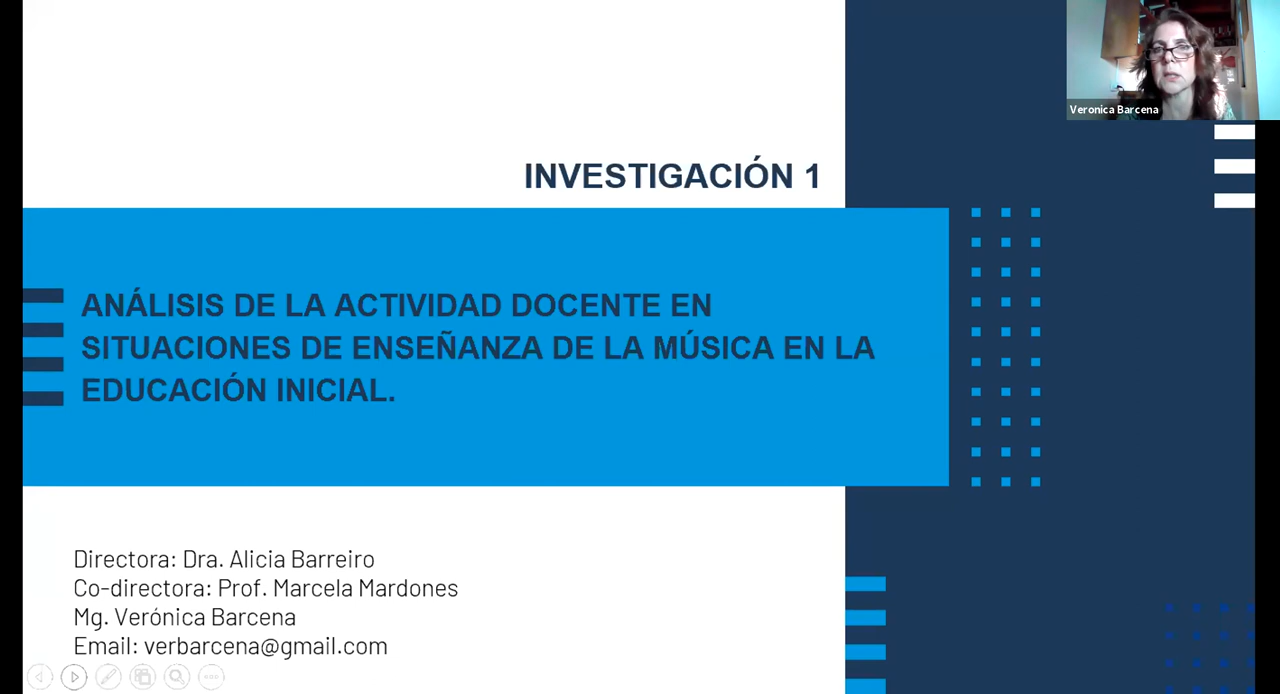 Veronica Barcena
INVESTIGACIÓN 1
ANÁLISIS DE LA ACTIVIDAD DOCENTE EN
SITUACIONES DE ENSEÑANZA DE LA MÚSICA EN LA
EDUCACIÓN INICIAL.
Directora: Dra. Alicia Barreiro
Co-directora: Prof. Marcela Mardones
Mg. Verónica Barcena
Email: verbarcena@gmail.com